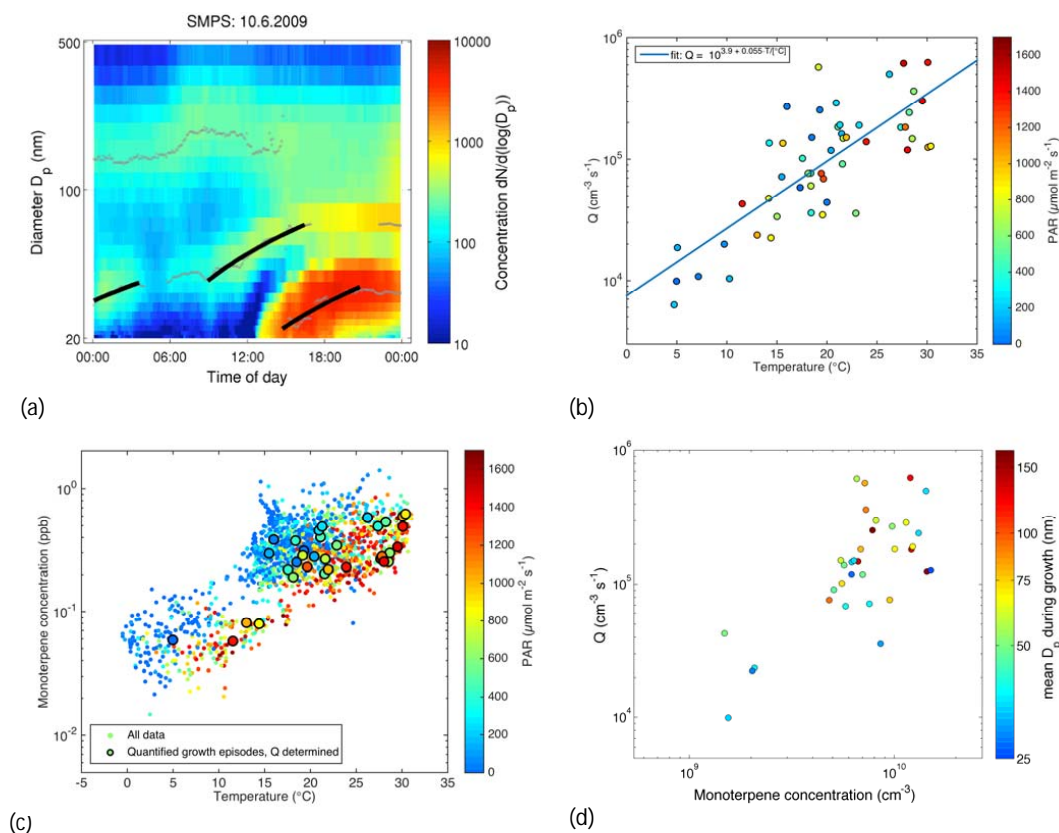 SMPS: 10.6.2009
500
100
20
Diameter D_p (nm)
00:00 06:00 12:00 18:00 00:00
Time of day
10000
1000
100
10
Concentration dN/d(log(D_p))
(a)
fit: Q = 10^{3.9 + 0.055·T/[°C]}
10^6
10^5
10^4
Q (cm^-3 s^-1)
0 5 10 15 20 25 30 35
Temperature (°C)
1600
1400
1200
1000
800
600
400
200
0
PAR (μmol m^-2 s^-1)
(b)
10^0
10^-1
10^-2
Monoterpene concentration (ppb)
All data
Quantified growth episodes, Q determined
-5 0 5 10 15 20 25 30 35
Temperature (°C)
1600
1400
1200
1000
800
600
400
200
0
PAR (μmol m^-2 s^-1)
(c)
10^6
10^5
10^4
Q (cm^-3 s^-1)
10^9 10^10
Monoterpene concentration (cm^-3)
150
100
75
50
25
mean D_p during growth (nm)
(d)